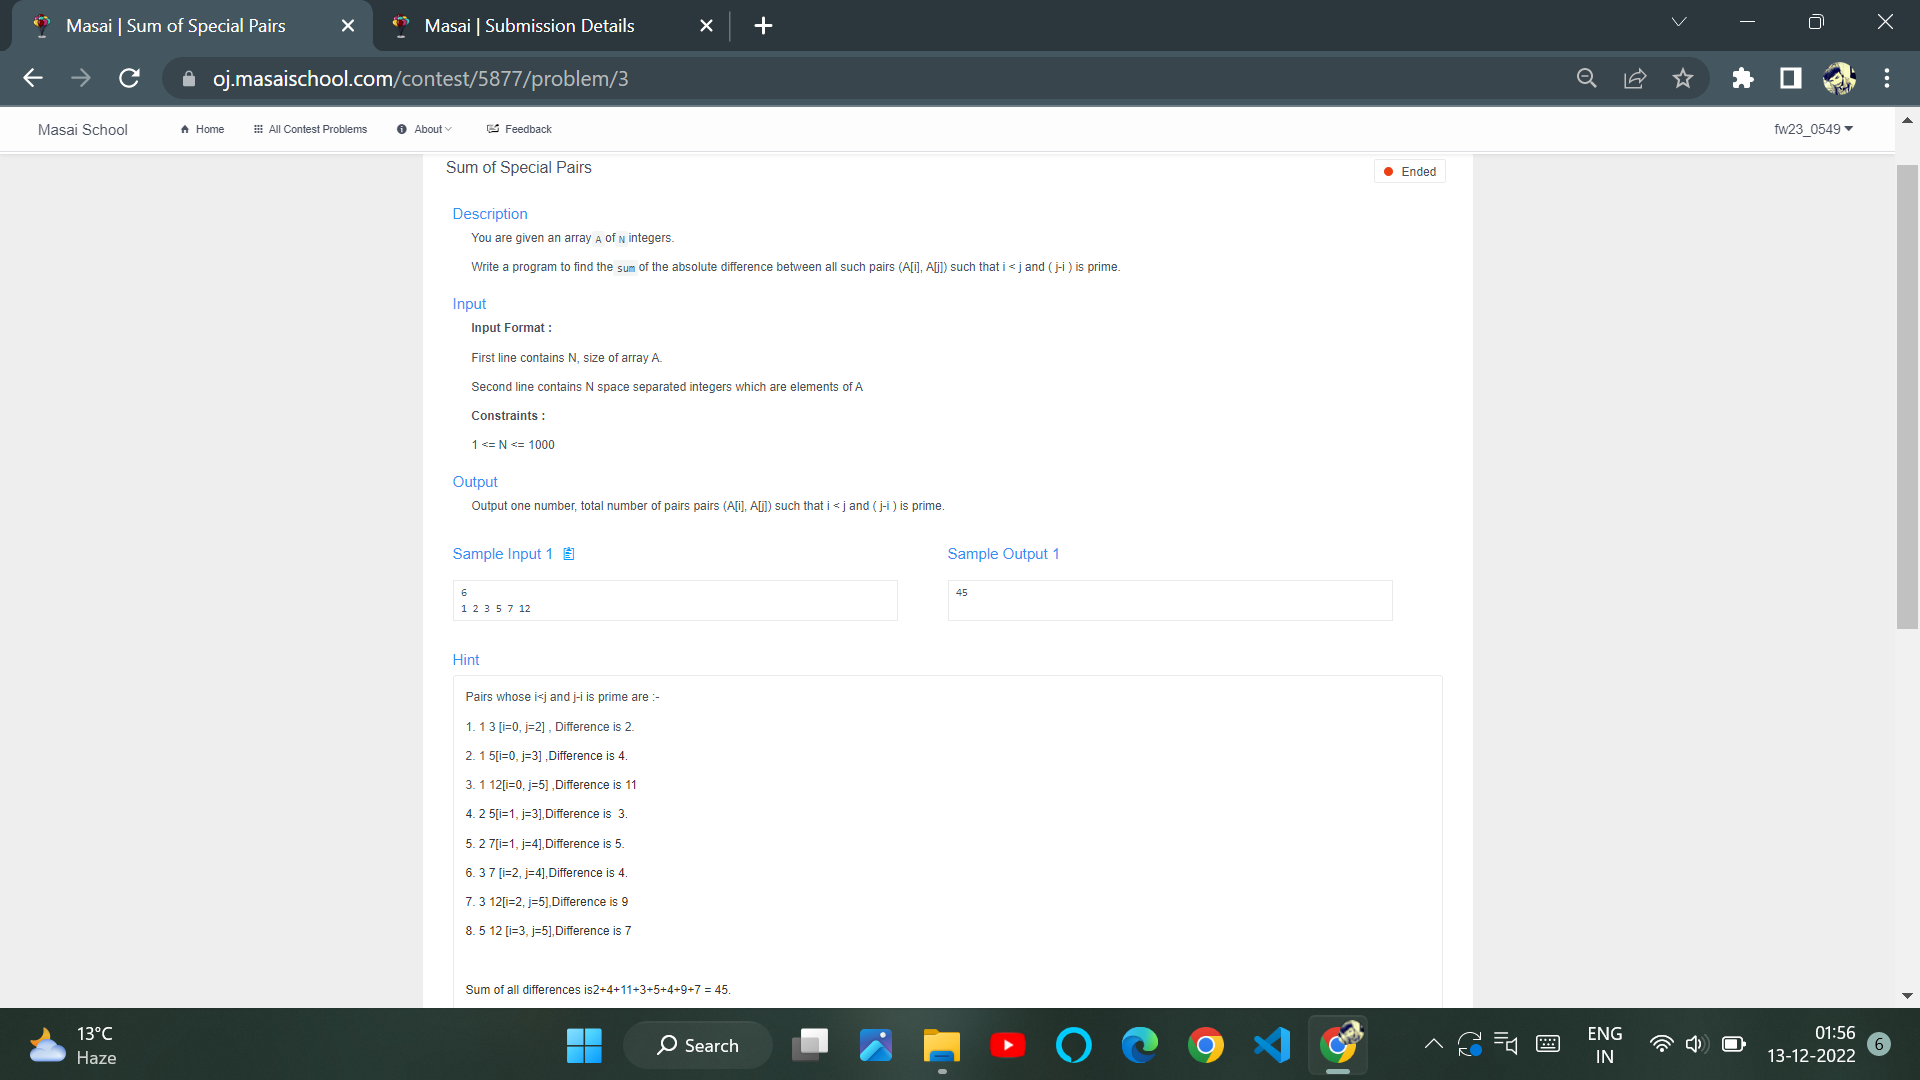 Masai | Sum of Special Pairs
Masai | Submission Details
oj.masaischool.com/contest/5877/problem/3
Masai School
Home
All Contest Problems
About
Feedback
fw23_0549
Sum of Special Pairs
Ended
Description
You are given an array A of N integers.
Write a program to find the sum of the absolute difference between all such pairs (A[i], A[j]) such that i < j and ( j-i ) is prime.
Input
Input Format :
First line contains N, size of array A.
Second line contains N space separated integers which are elements of A
Constraints :
1 <= N <= 1000
Output
Output one number, total number of pairs pairs (A[i], A[j]) such that i < j and ( j-i ) is prime.
Sample Input 1
Sample Output 1
6
1 2 3 5 7 12
45
Hint
Pairs whose i<j and j-i is prime are :-
1. 1 3 [i=0, j=2] , Difference is 2.
2. 1 5[i=0, j=3] ,Difference is 4.
3. 1 12[i=0, j=5] ,Difference is 11
4. 2 5[i=1, j=3],Difference is  3.
5. 2 7[i=1, j=4],Difference is 5.
6. 3 7 [i=2, j=4],Difference is 4.
7. 3 12[i=2, j=5],Difference is 9
8. 5 12 [i=3, j=5],Difference is 7
Sum of all differences is2+4+11+3+5+4+9+7 = 45.
13°C
Haze
Search
ENG
IN
01:56
13-12-2022
6